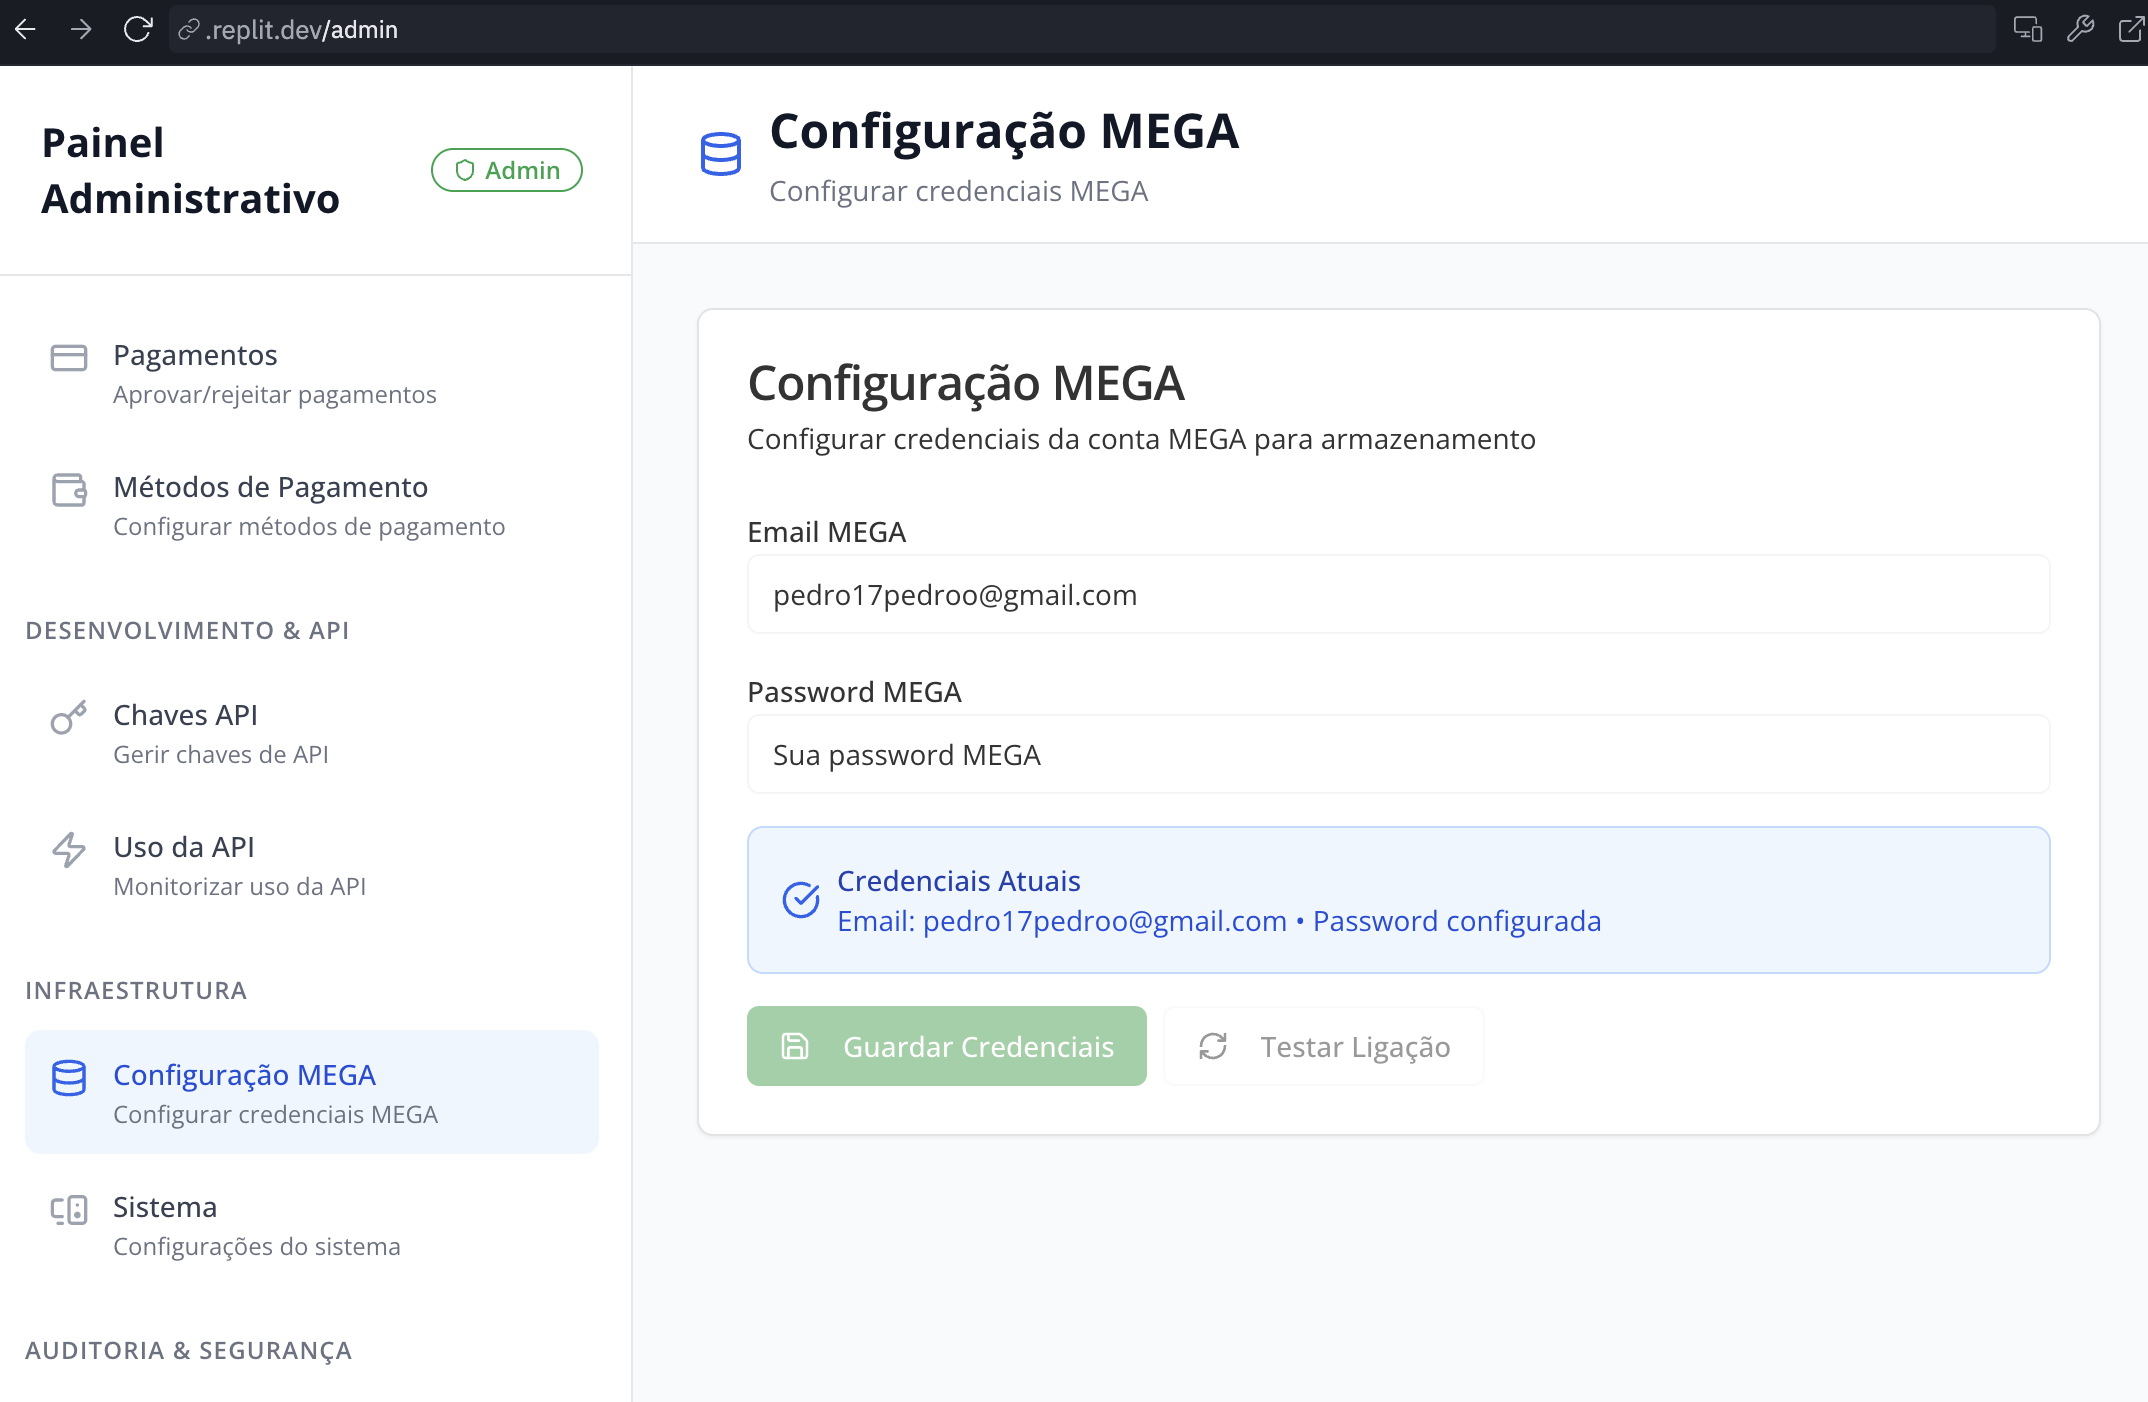 .replit.dev/admin
Painel
Administrativo
Admin
Pagamentos
Aprovar/rejeitar pagamentos
Métodos de Pagamento
Configurar métodos de pagamento
DESENVOLVIMENTO & API
Chaves API
Gerir chaves de API
Uso da API
Monitorizar uso da API
INFRAESTRUTURA
Configuração MEGA
Configurar credenciais MEGA
Sistema
Configurações do sistema
AUDITORIA & SEGURANÇA
Configuração MEGA
Configurar credenciais MEGA
Configuração MEGA
Configurar credenciais da conta MEGA para armazenamento
Email MEGA
pedro17pedroo@gmail.com
Password MEGA
Sua password MEGA
Credenciais Atuais
Email: pedro17pedroo@gmail.com • Password configurada
Guardar Credenciais
Testar Ligação